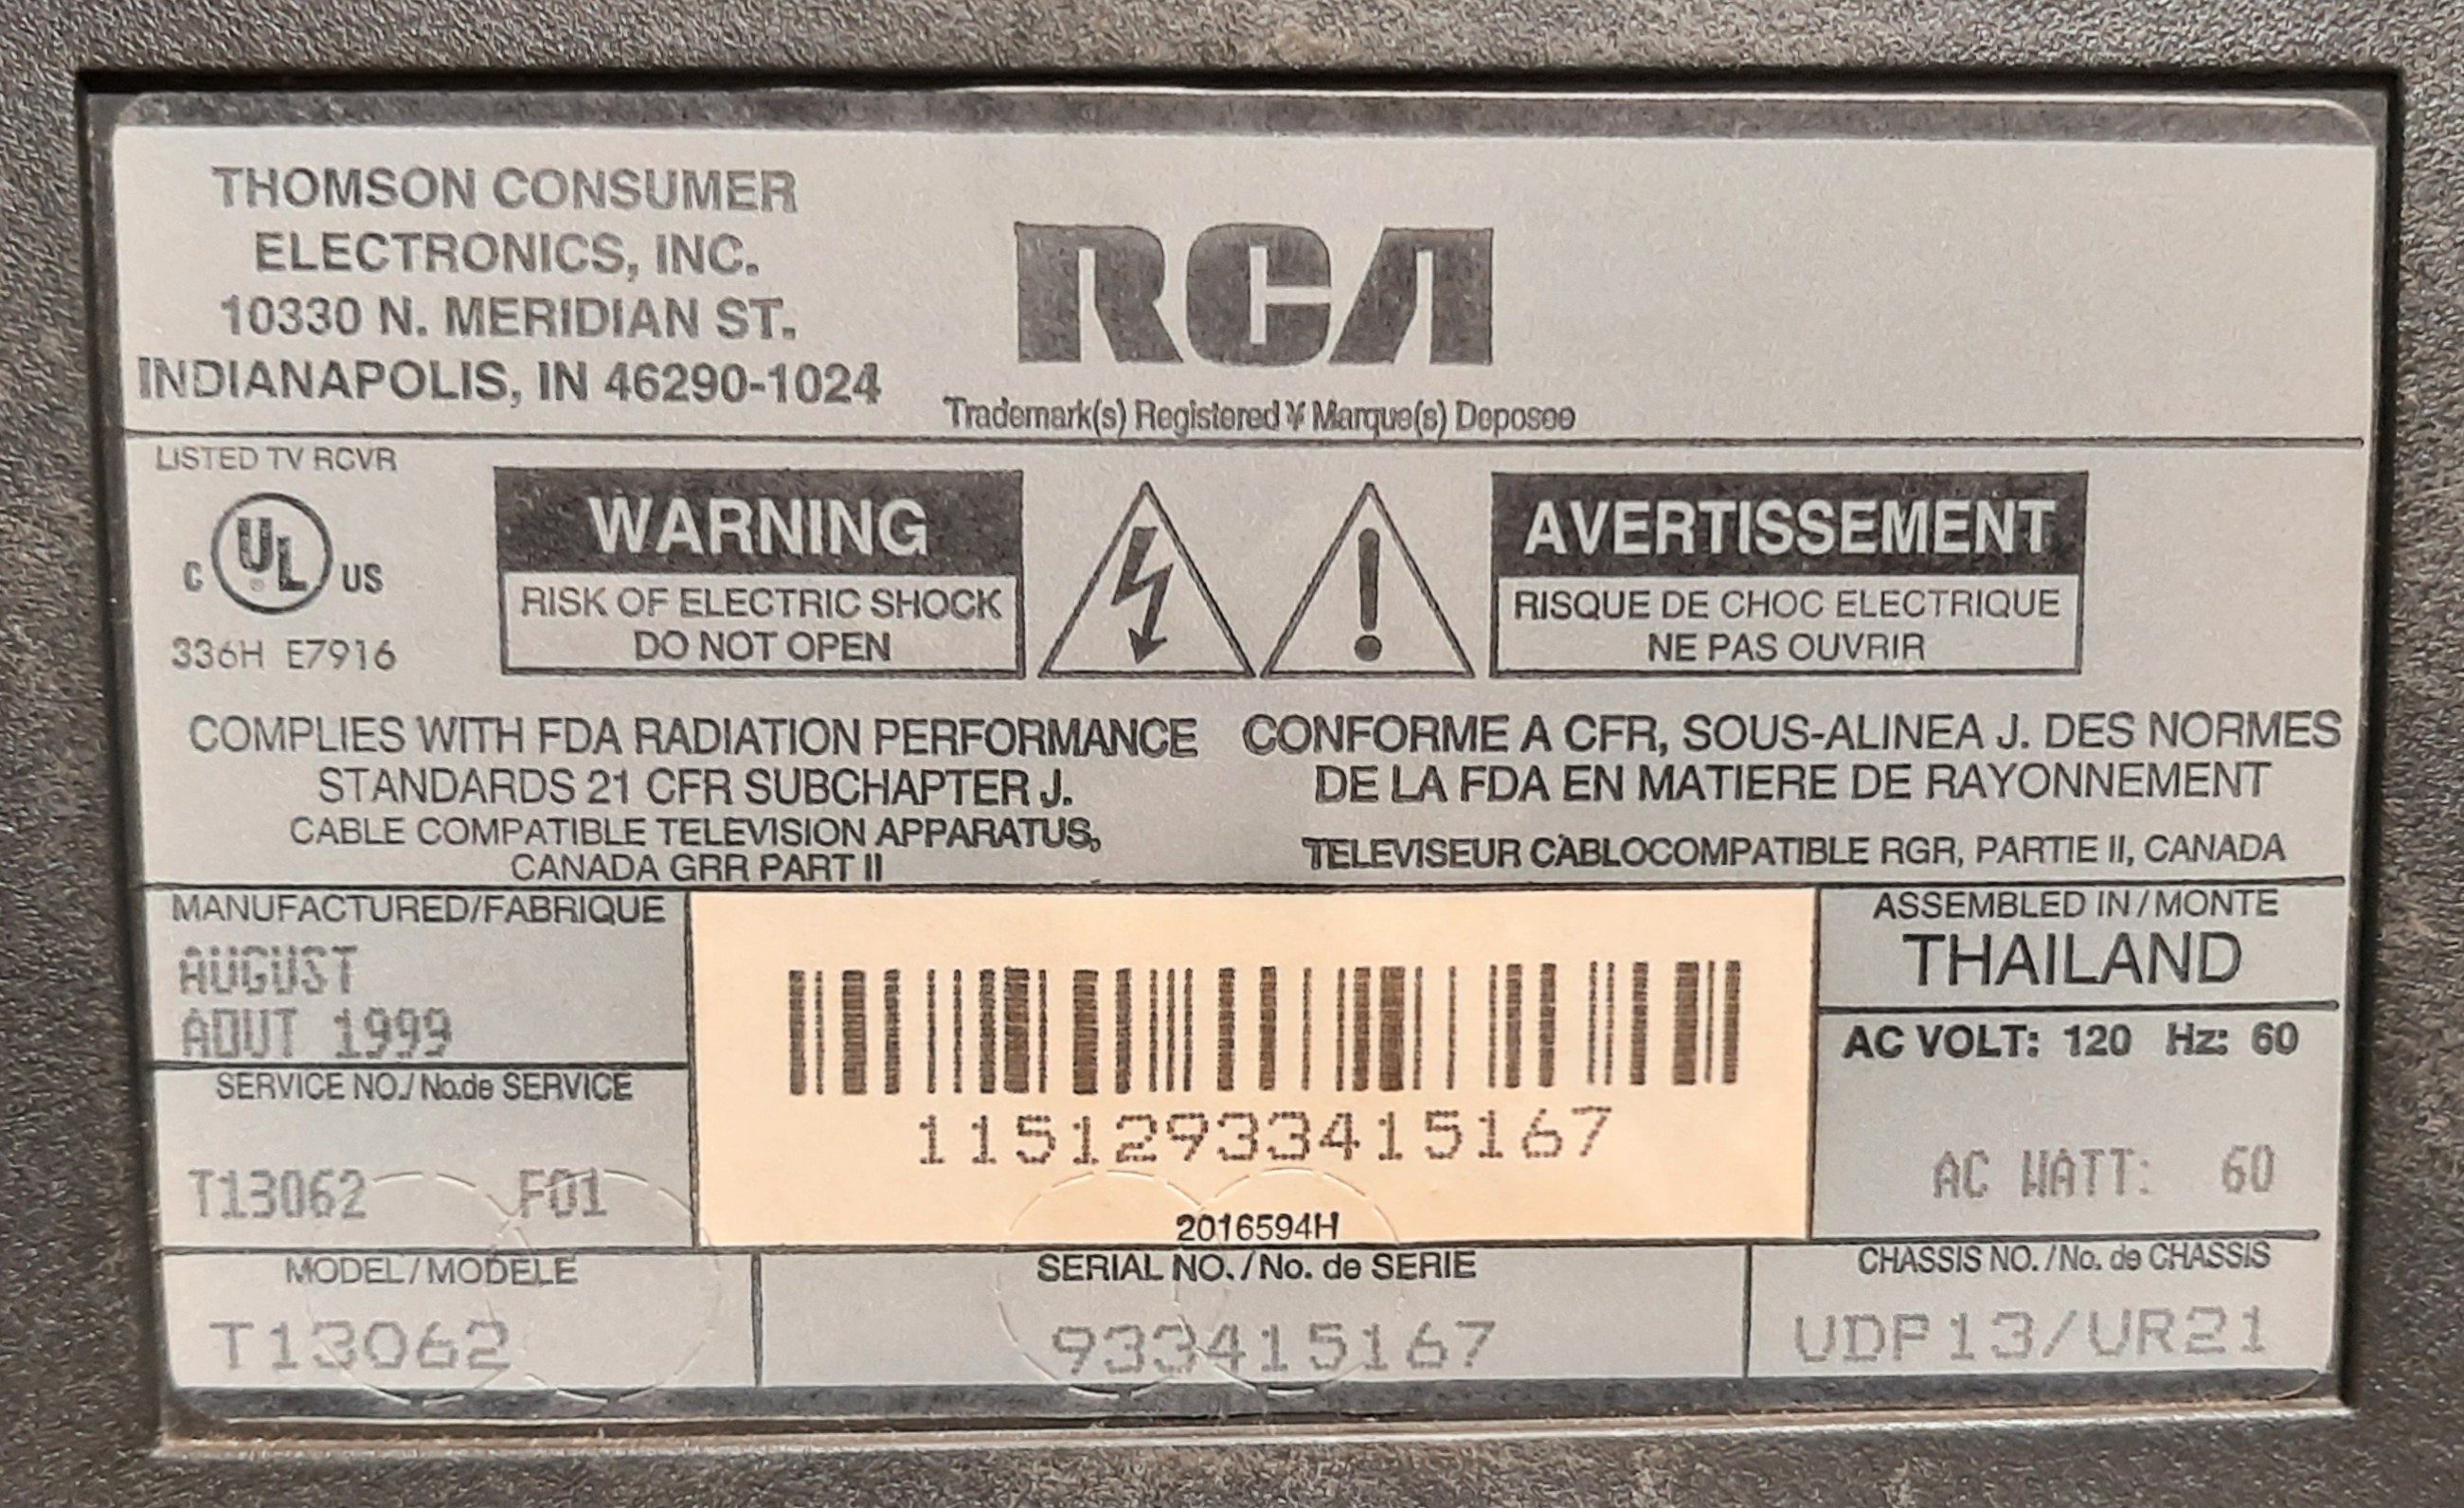 THOMSON CONSUMER
ELECTRONICS, INC.
10330 N. MERIDIAN ST.
INDIANAPOLIS, IN 46290-1024
RCA
Trademark(s) Registered ¥ Marque(s) Deposee
LISTED TV RCVR
C UL ® US
336H E7916
WARNING
RISK OF ELECTRIC SHOCK
DO NOT OPEN
AVERTISSEMENT
RISQUE DE CHOC ELECTRIQUE
NE PAS OUVRIR
COMPLIES WITH FDA RADIATION PERFORMANCE
STANDARDS 21 CFR SUBCHAPTER J.
CABLE COMPATIBLE TELEVISION APPARATUS,
CANADA GRR PART II
CONFORME A CFR, SOUS-ALINEA J. DES NORMES
DE LA FDA EN MATIERE DE RAYONNEMENT
TELEVISEUR CABLOCOMPATIBLE RGR, PARTIE II, CANADA
MANUFACTURED/FABRIQUE
AUGUST
AOUT 1999
SERVICE NO./No.de SERVICE
T13062 F01
11512933415167
2016594H
ASSEMBLED IN/MONTE
THAILAND
AC VOLT: 120 Hz: 60
AC WATT: 60
MODEL/MODELE
T13062
SERIAL NO./No. de SERIE
933415167
CHASSIS NO./No. de CHASSIS
UDP13/VR21